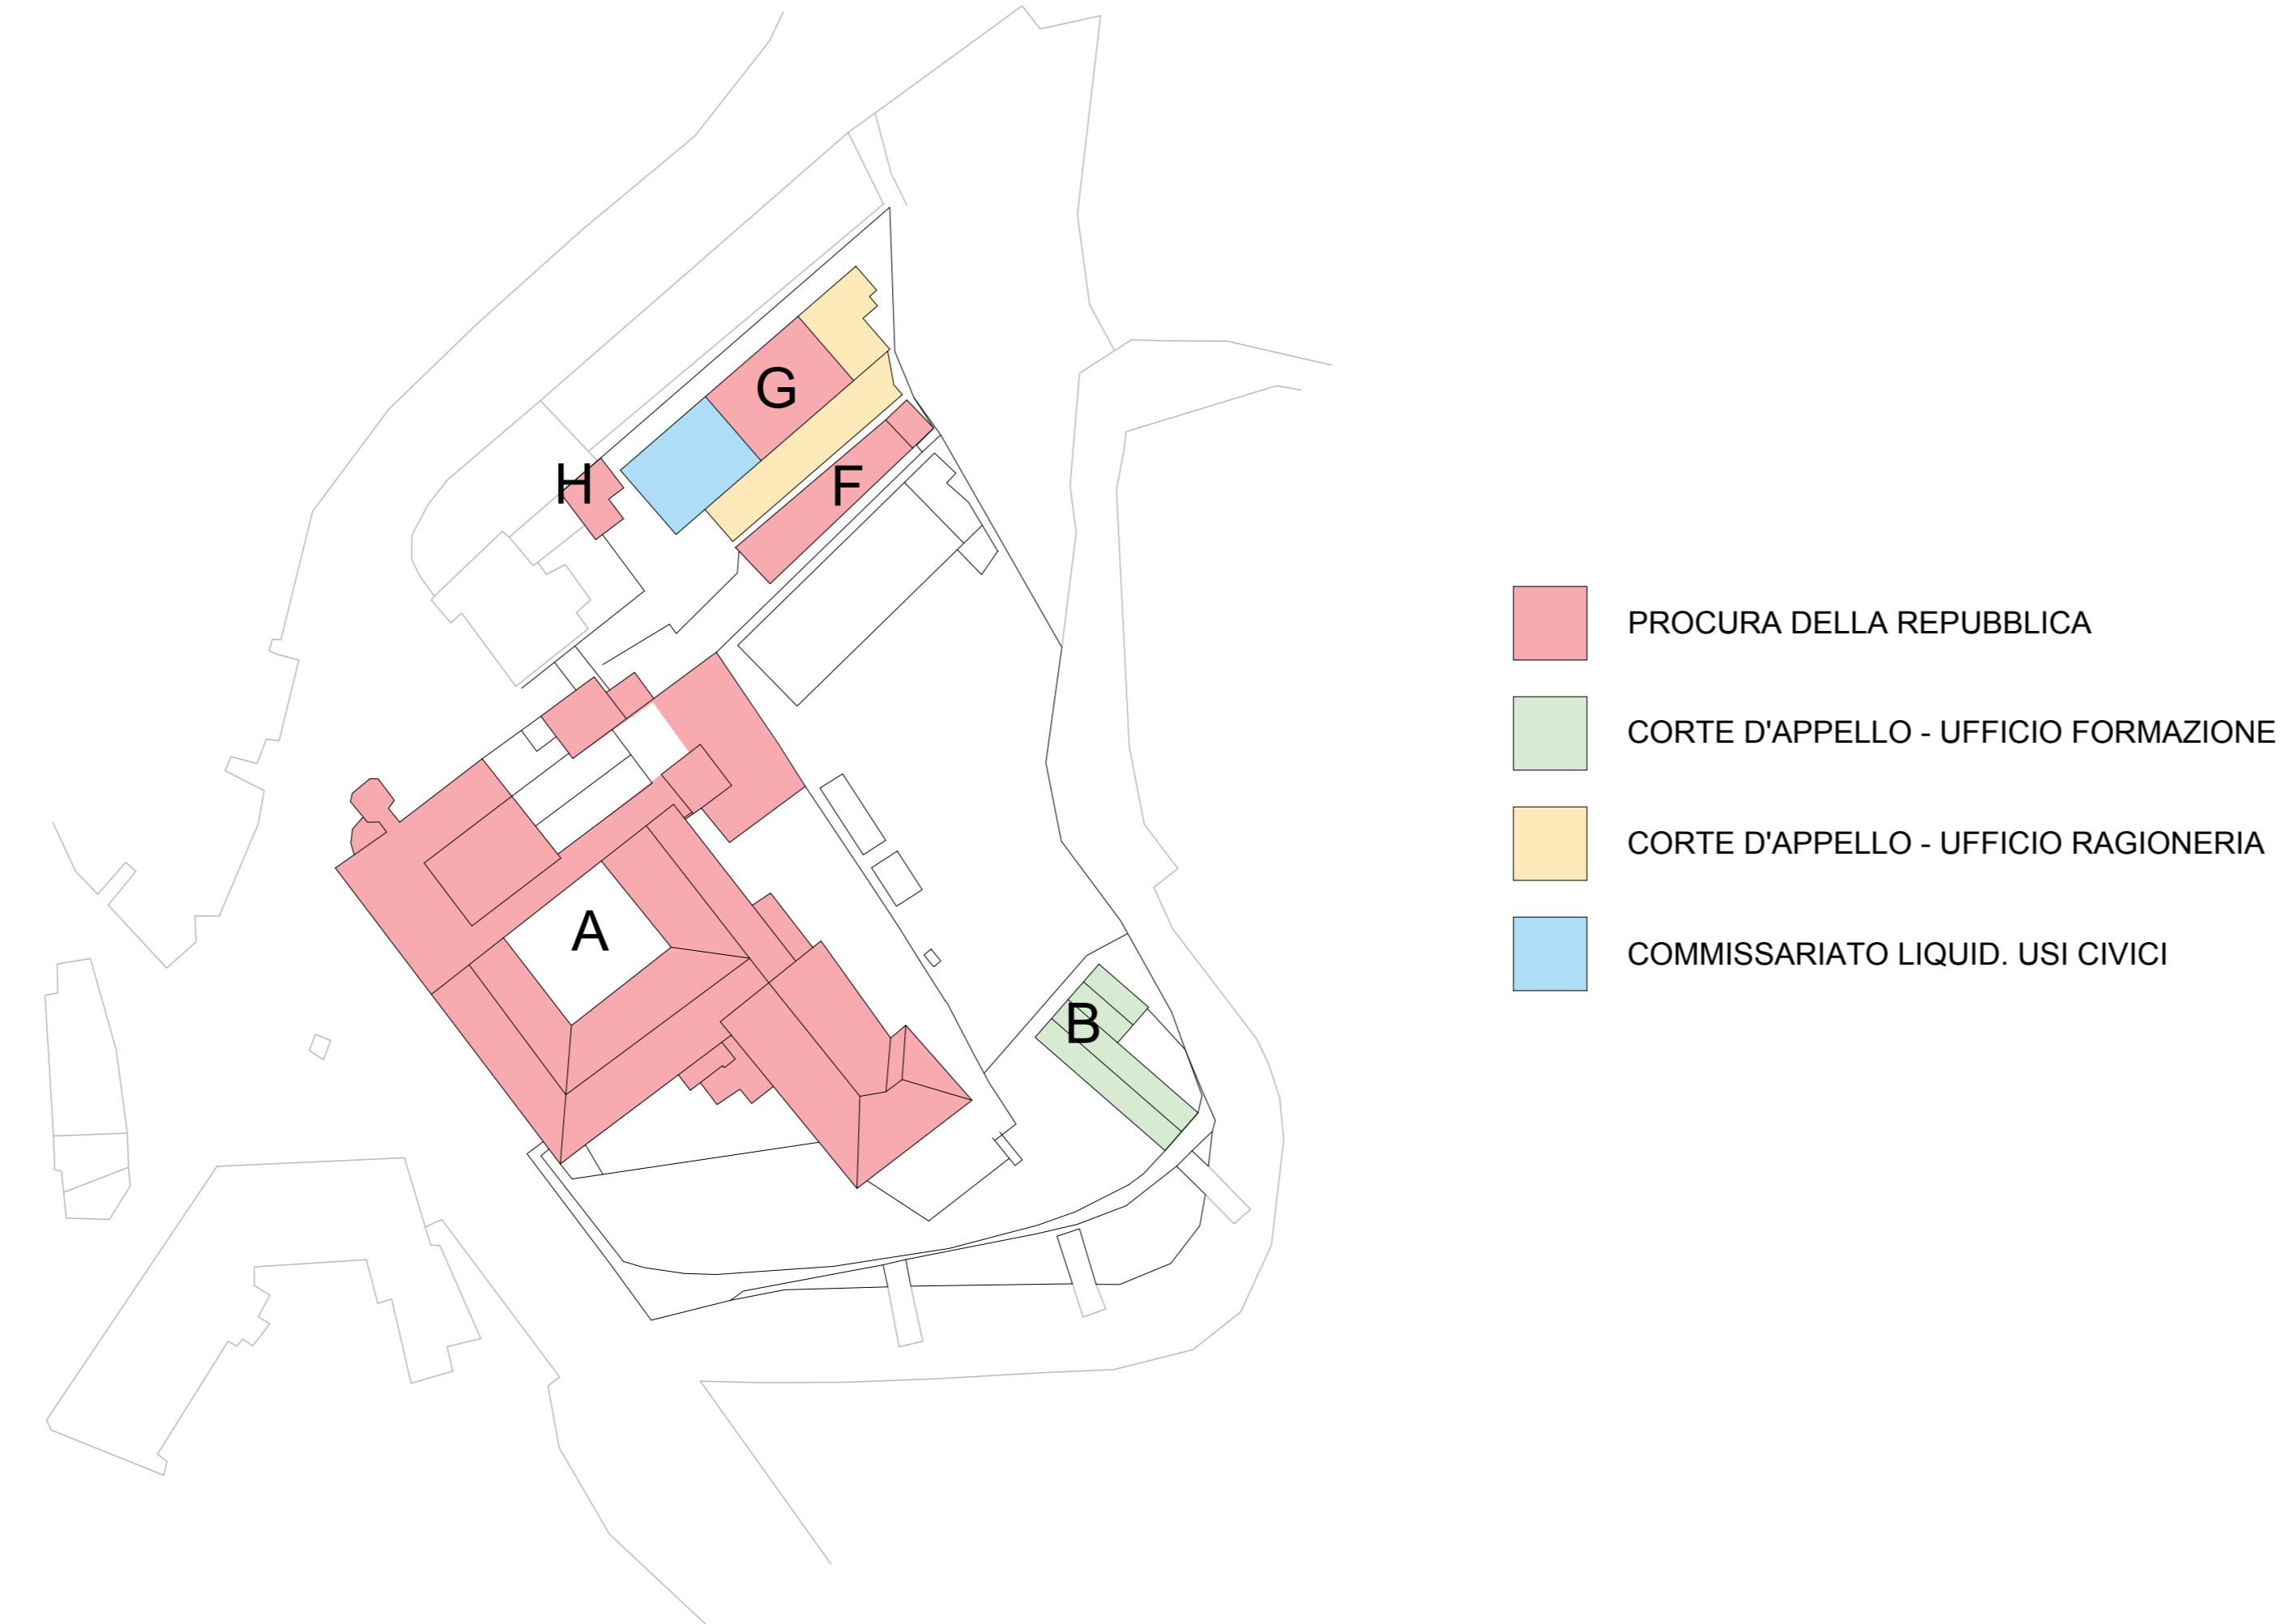 G
H
F
PROCURA DELLA REPUBBLICA
CORTE D'APPELLO - UFFICIO FORMAZIONE
CORTE D'APPELLO - UFFICIO RAGIONERIA
A
COMMISSARIATO LIQUID. USI CIVICI
B